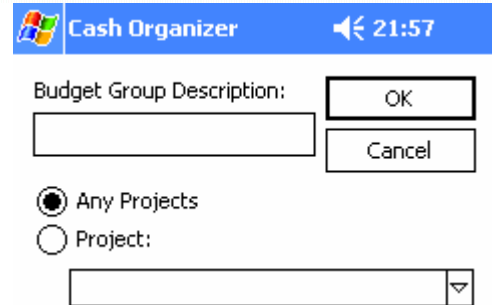 Cash Organizer 21:57
Budget Group Description:
OK
Cancel
Any Projects
Project: